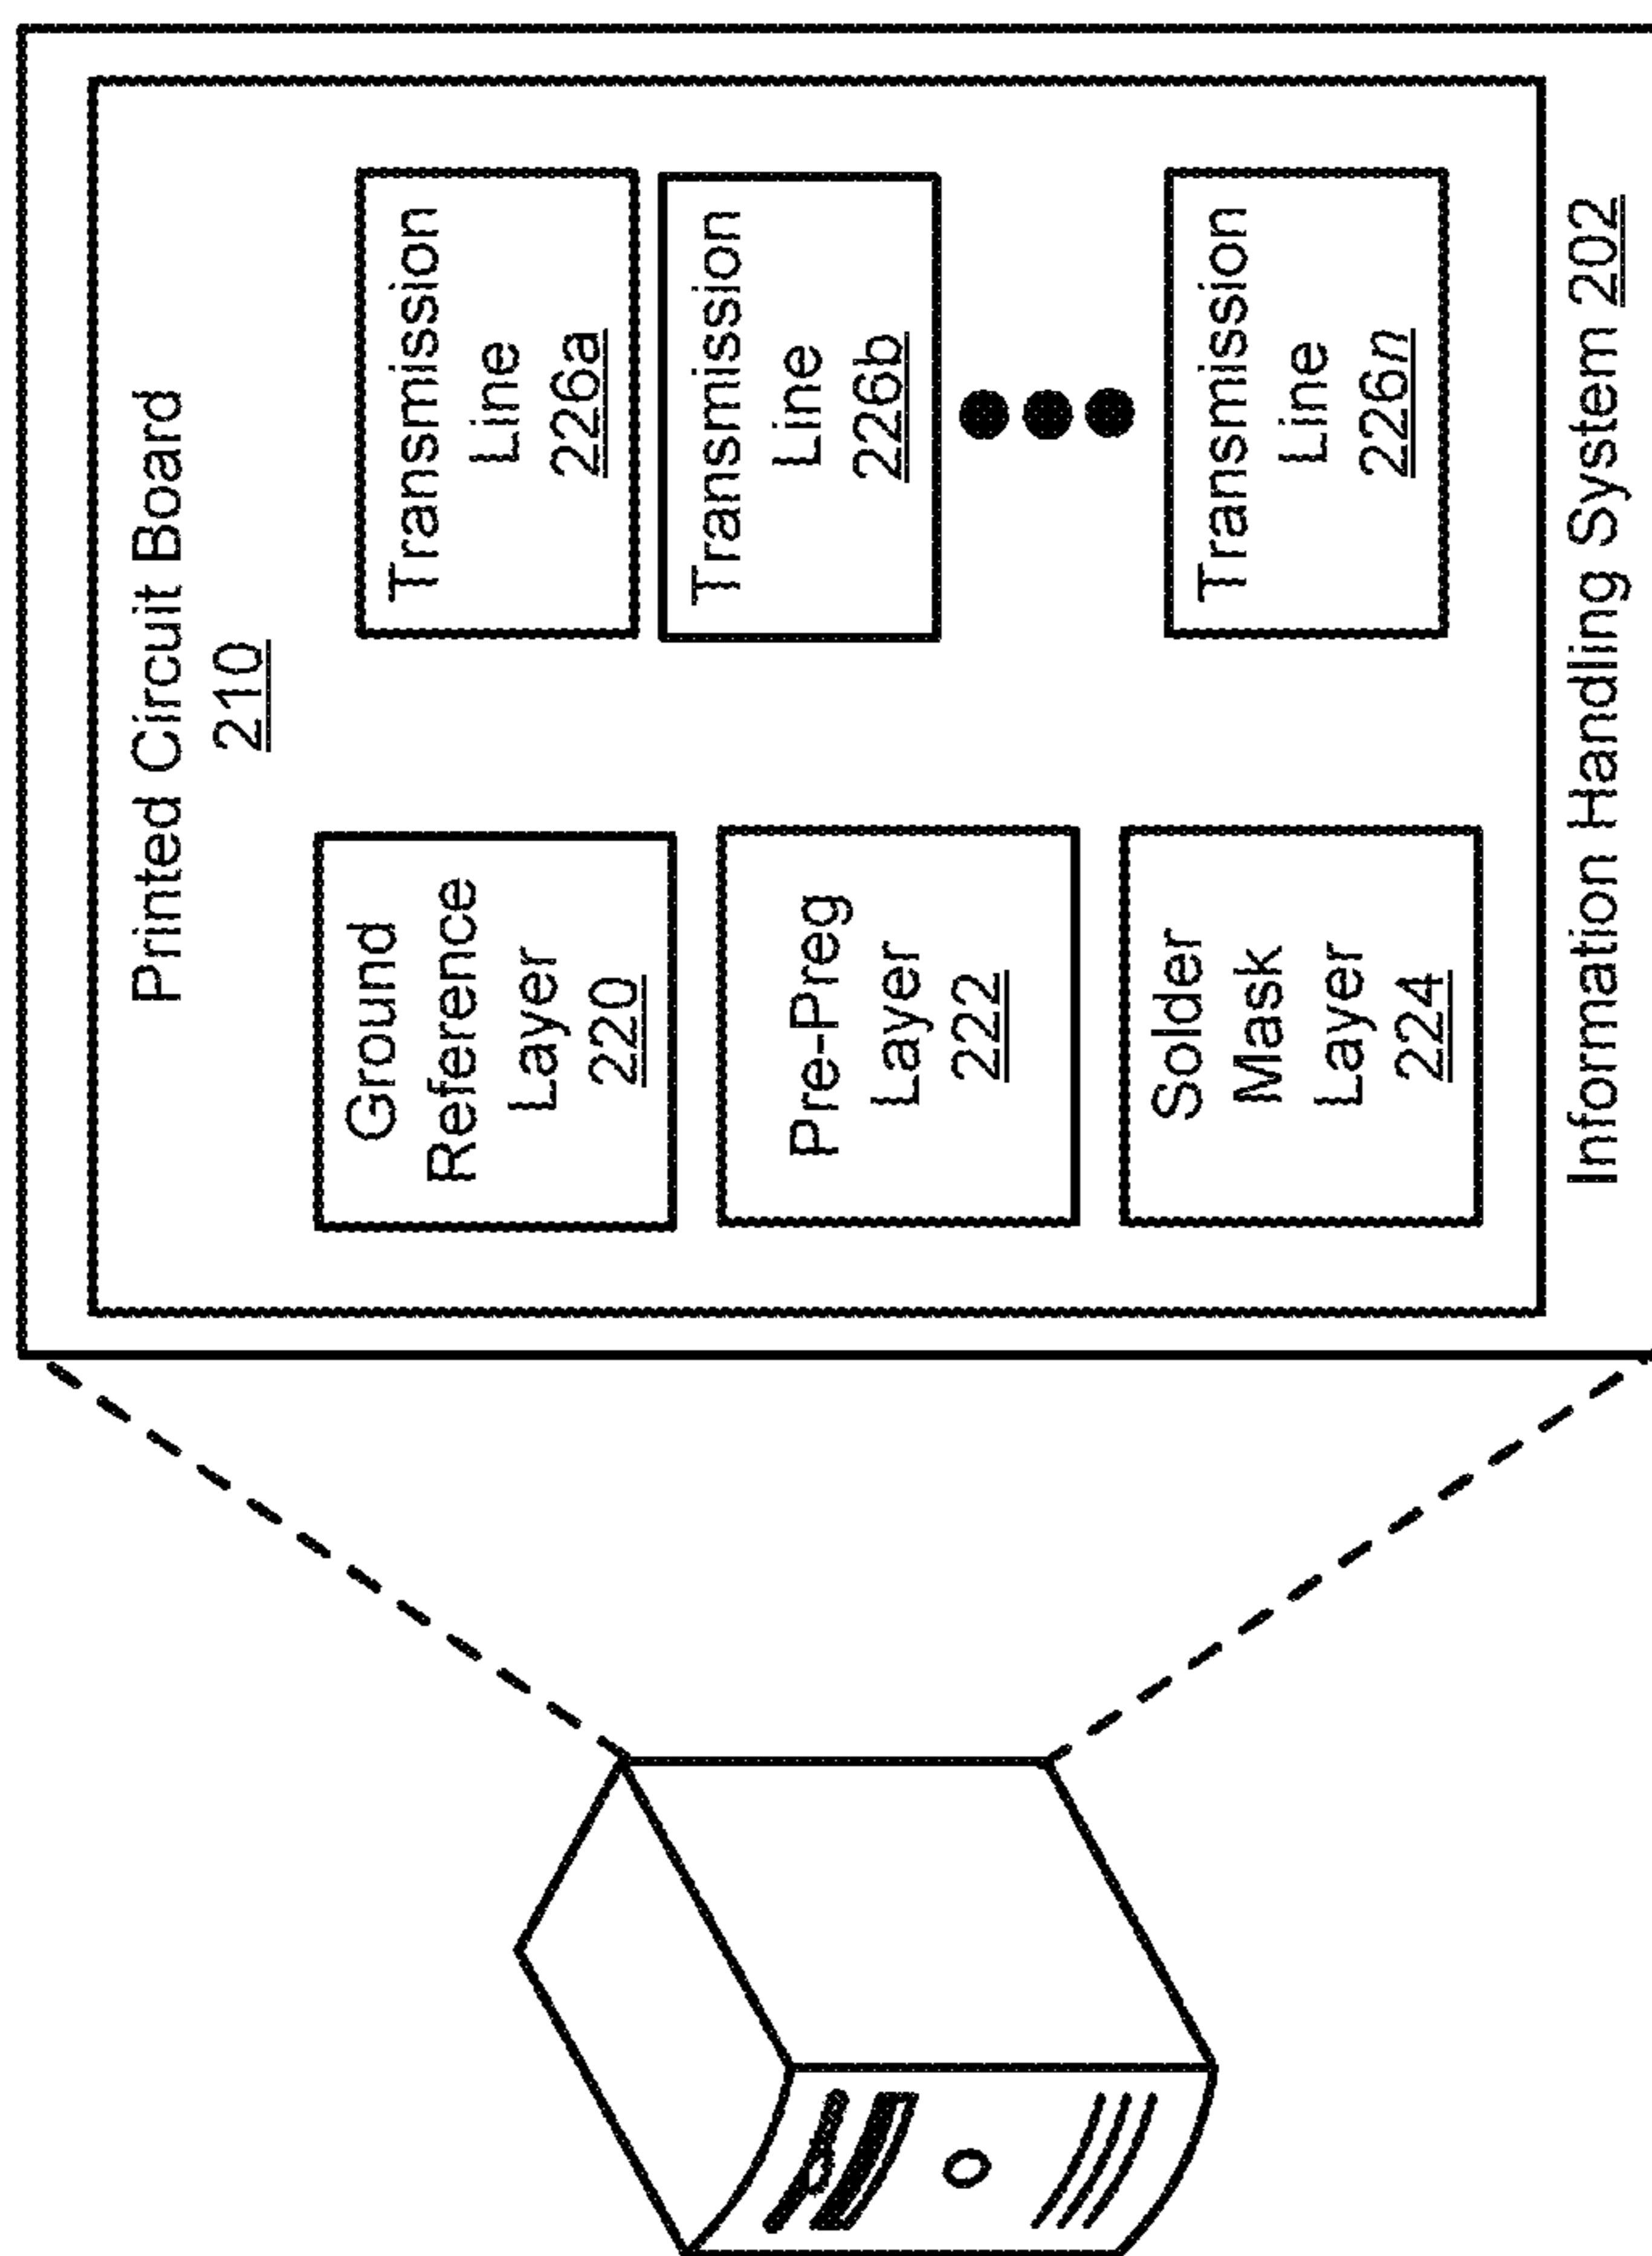 Printed Circuit Board
210
Ground
Reference
Layer
220
Pre-Preg
Layer
222
Solder
Mask
Layer
224
Transmission
Line
226a
Transmission
Line
226b
Transmission
Line
226n
Information Handling System 202